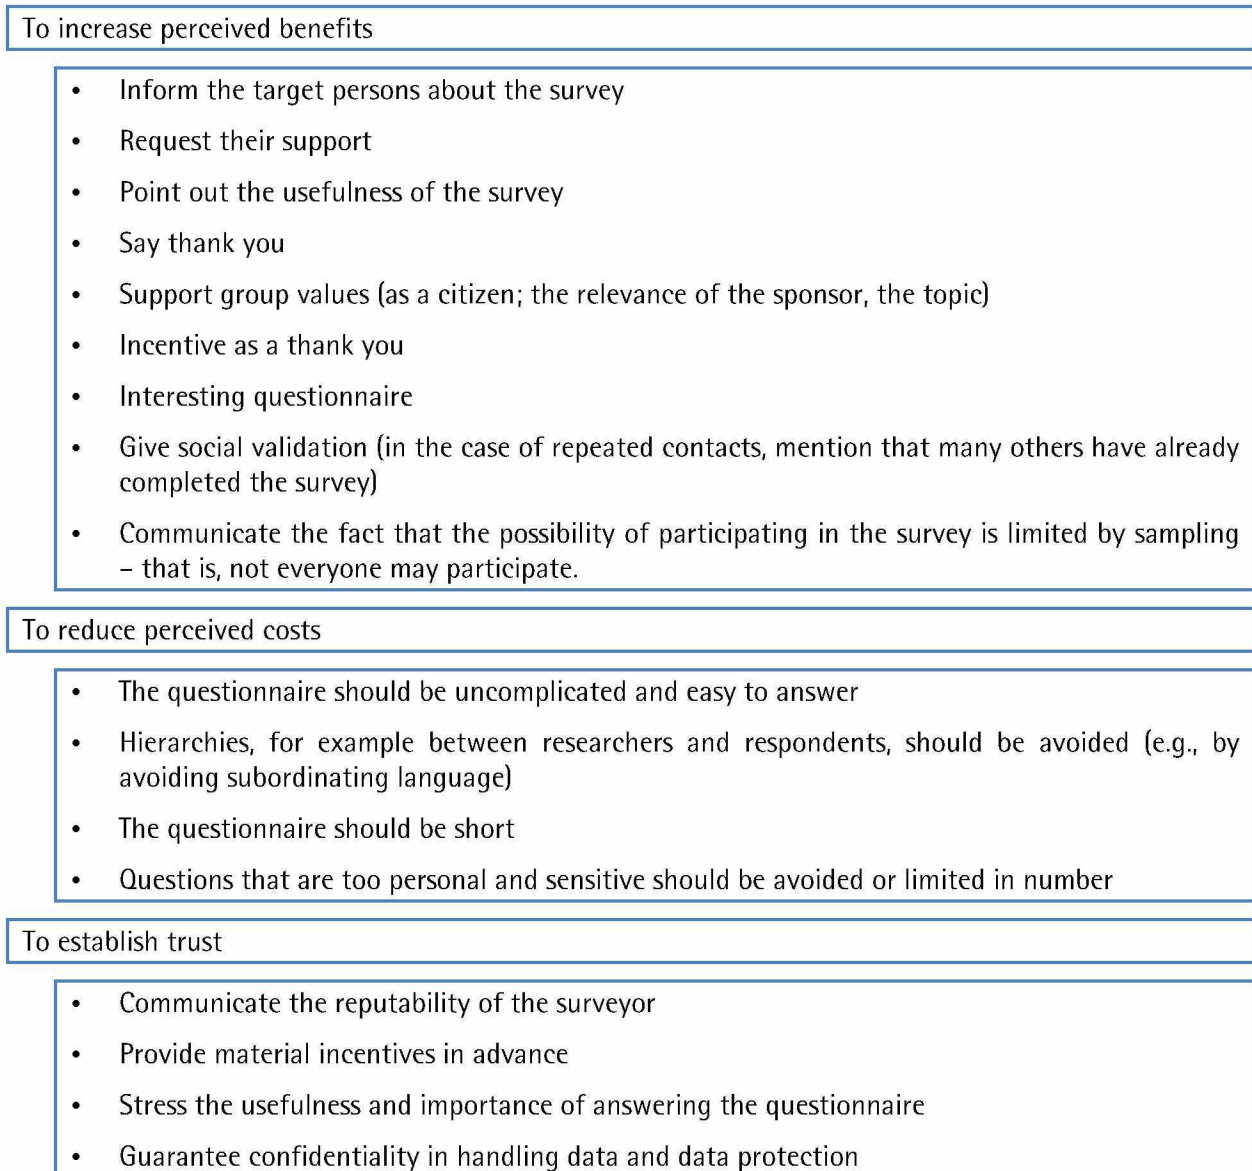 To increase perceived benefits
• Inform the target persons about the survey
• Request their support
• Point out the usefulness of the survey
• Say thank you
• Support group values (as a citizen; the relevance of the sponsor, the topic)
• Incentive as a thank you
• Interesting questionnaire
• Give social validation (in the case of repeated contacts, mention that many others have already
completed the survey)
• Communicate the fact that the possibility of participating in the survey is limited by sampling
– that is, not everyone may participate.
To reduce perceived costs
• The questionnaire should be uncomplicated and easy to answer
• Hierarchies, for example between researchers and respondents, should be avoided (e.g., by
avoiding subordinating language)
• The questionnaire should be short
• Questions that are too personal and sensitive should be avoided or limited in number
To establish trust
• Communicate the reputability of the surveyor
• Provide material incentives in advance
• Stress the usefulness and importance of answering the questionnaire
• Guarantee confidentiality in handling data and data protection